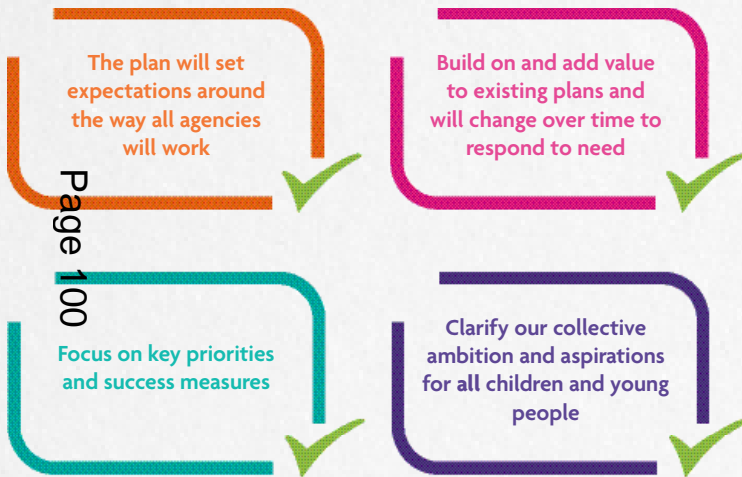 The plan will set
expectations around
the way all agencies
will work
Build on and add value
to existing plans and
will change over time to
respond to need
Page 100
Focus on key priorities
and success measures
Clarify our collective
ambition and aspirations
for all children and young
people